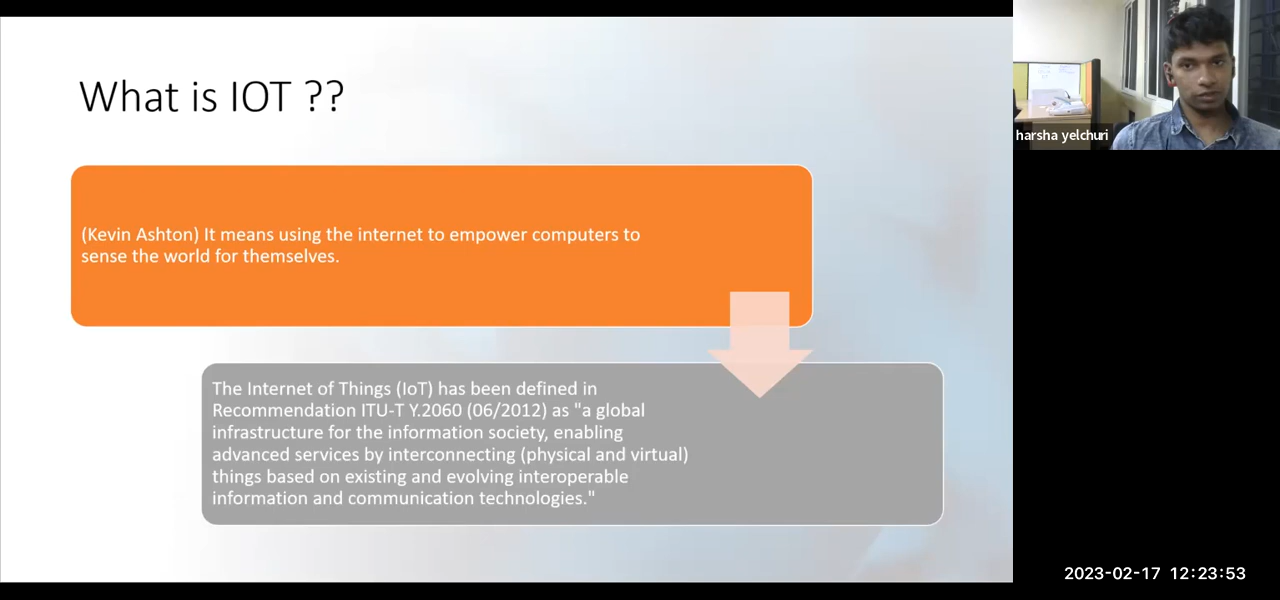 What is IOT ??
(Kevin Ashton) It means using the internet to empower computers to
sense the world for themselves.
The Internet of Things (IoT) has been defined in
Recommendation ITU-T Y.2060 (06/2012) as "a global
infrastructure for the information society, enabling
advanced services by interconnecting (physical and virtual)
things based on existing and evolving interoperable
information and communication technologies."
harsha yelchuri
2023-02-17 12:23:53